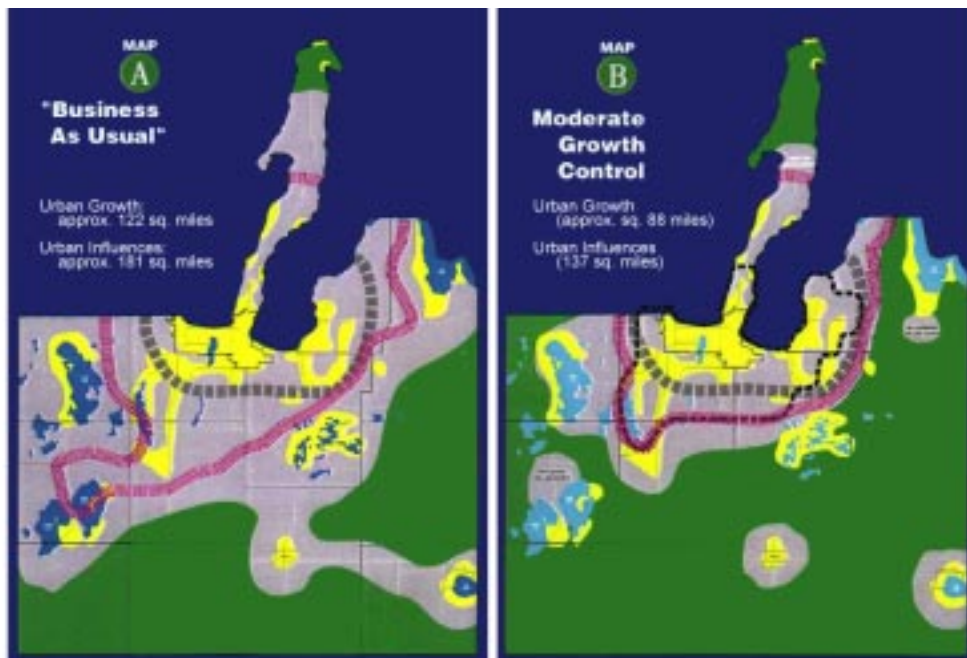 MAP
A
"Business
As Usual"
Urban Growth:
approx. 122 sq. miles
Urban Influences:
approx. 181 sq. miles
MAP
B
Moderate
Growth
Control
Urban Growth
(approx. sq. 88 miles)
Urban Influences
(137 sq. miles)